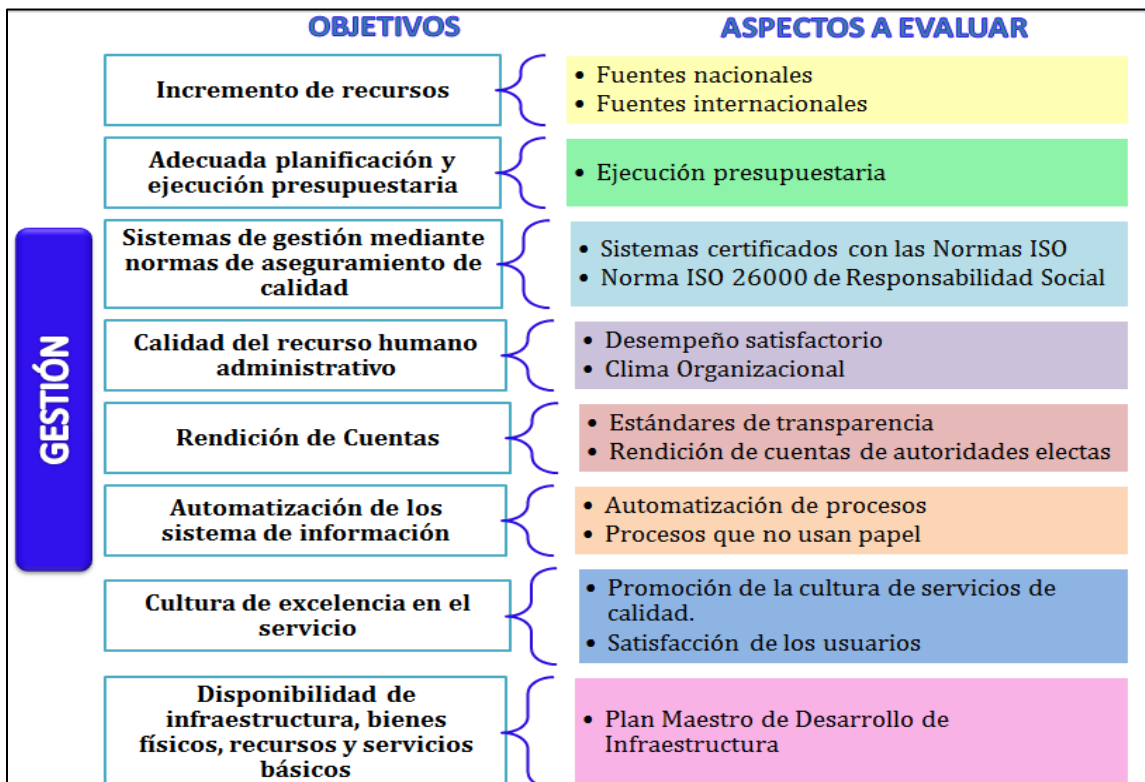 OBJETIVOS
ASPECTOS A EVALUAR
GESTIÓN
Incremento de recursos
• Fuentes nacionales
• Fuentes internacionales
Adecuada planificación y
ejecución presupuestaria
• Ejecución presupuestaria
Sistemas de gestión mediante
normas de aseguramiento de
calidad
• Sistemas certificados con las Normas ISO
• Norma ISO 26000 de Responsabilidad Social
Calidad del recurso humano
administrativo
• Desempeño satisfactorio
• Clima Organizacional
Rendición de Cuentas
• Estándares de transparencia
• Rendición de cuentas de autoridades electas
Automatización de los
sistema de información
• Automatización de procesos
• Procesos que no usan papel
Cultura de excelencia en el
servicio
• Promoción de la cultura de servicios de
calidad.
• Satisfacción de los usuarios
Disponibilidad de
infraestructura, bienes
físicos, recursos y servicios
básicos
• Plan Maestro de Desarrollo de
Infraestructura